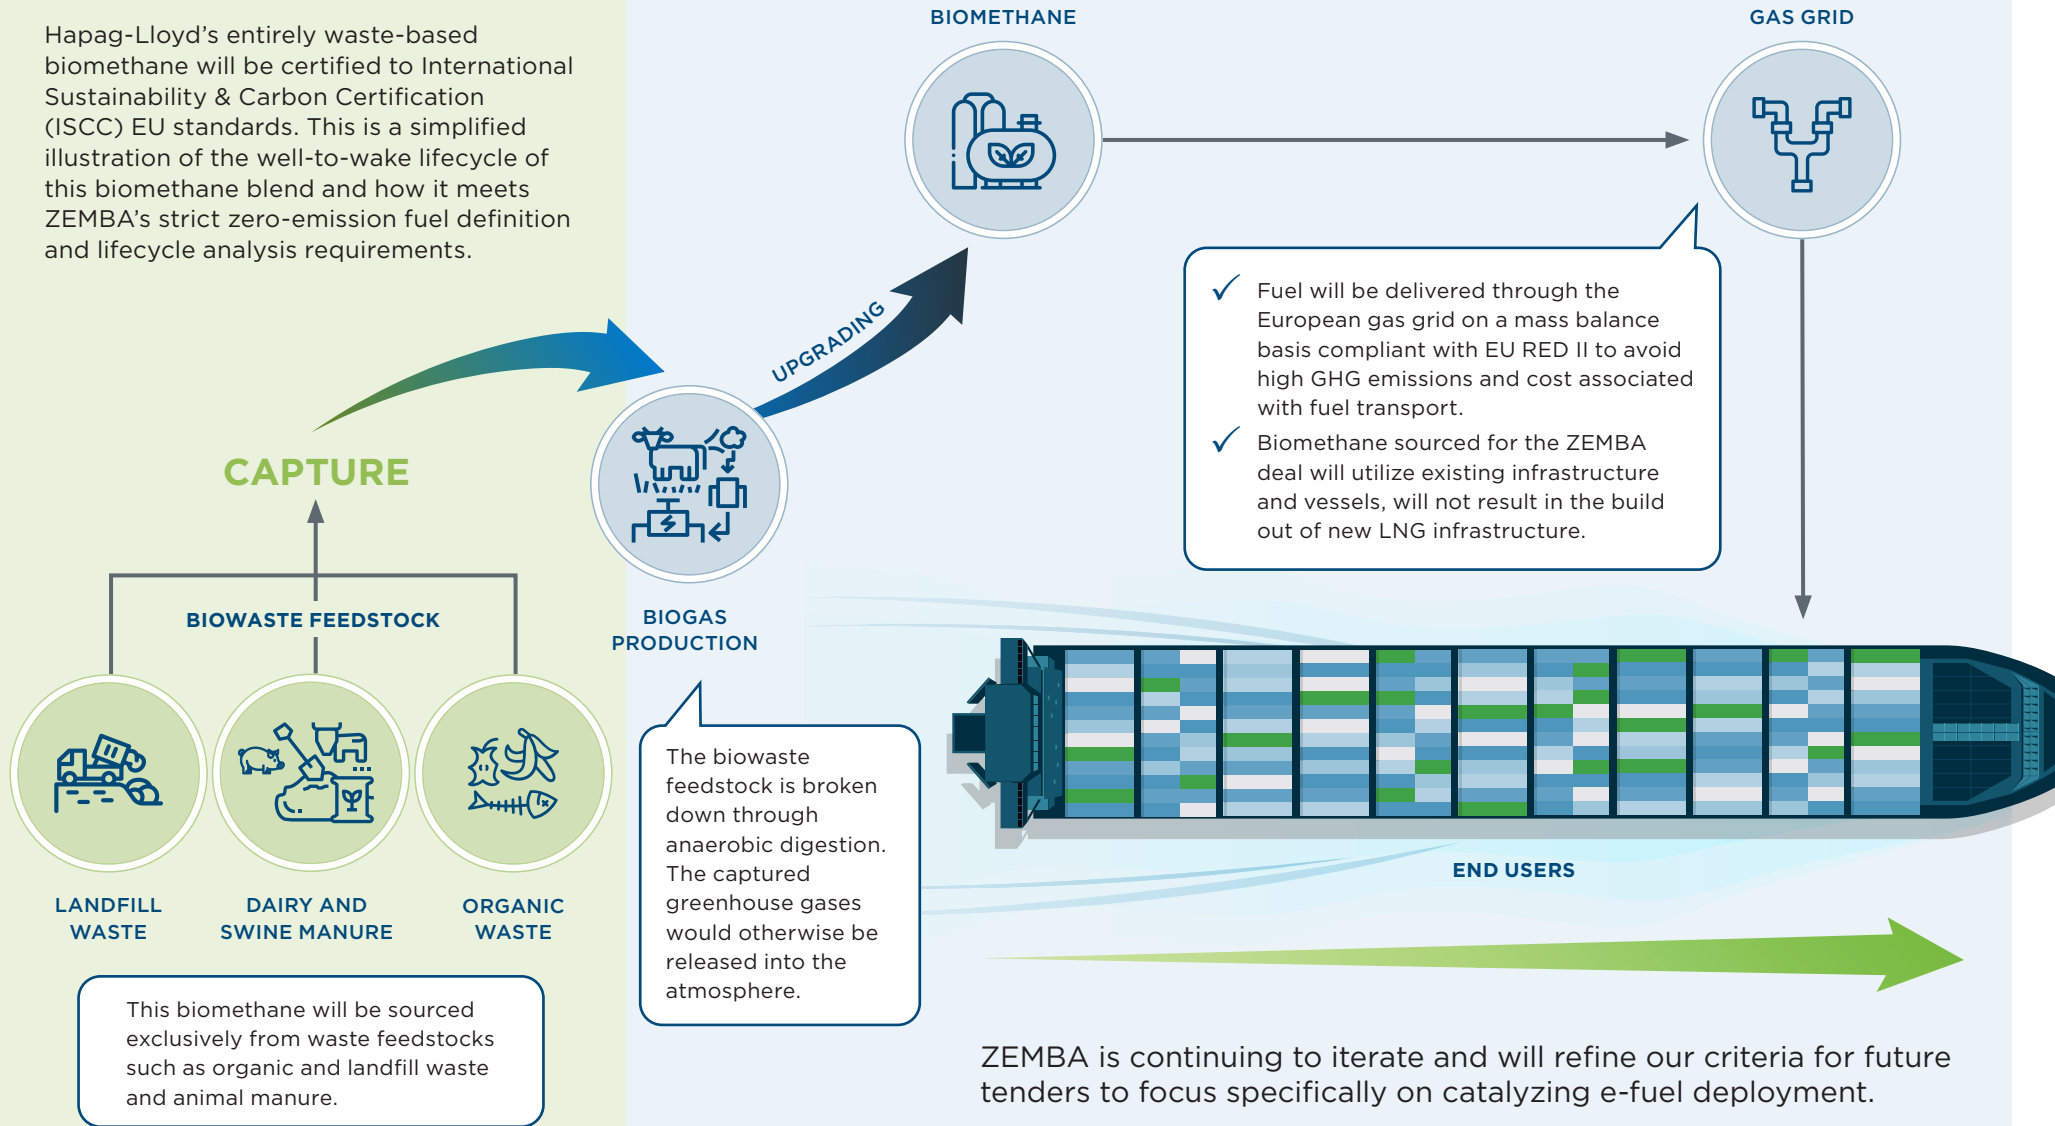 Hapag-Lloyd's entirely waste-based
biomethane will be certified to International
Sustainability & Carbon Certification
(ISCC) EU standards. This is a simplified
illustration of the well-to-wake lifecycle of
this biomethane blend and how it meets
ZEMBA's strict zero-emission fuel definition
and lifecycle analysis requirements.
CAPTURE
BIOWASTE FEEDSTOCK
LANDFILL
WASTE
DAIRY AND
SWINE MANURE
ORGANIC
WASTE
This biomethane will be sourced
exclusively from waste feedstocks
such as organic and landfill waste
and animal manure.
BIOGAS
PRODUCTION
The biowaste
feedstock is broken
down through
anaerobic digestion.
The captured
greenhouse gases
would otherwise be
released into the
atmosphere.
UPGRADING
BIOMETHANE
GAS GRID
✓ Fuel will be delivered through the
European gas grid on a mass balance
basis compliant with EU RED II to avoid
high GHG emissions and cost associated
with fuel transport.
✓ Biomethane sourced for the ZEMBA
deal will utilize existing infrastructure
and vessels, will not result in the build
out of new LNG infrastructure.
END USERS
ZEMBA is continuing to iterate and will refine our criteria for future
tenders to focus specifically on catalyzing e-fuel deployment.